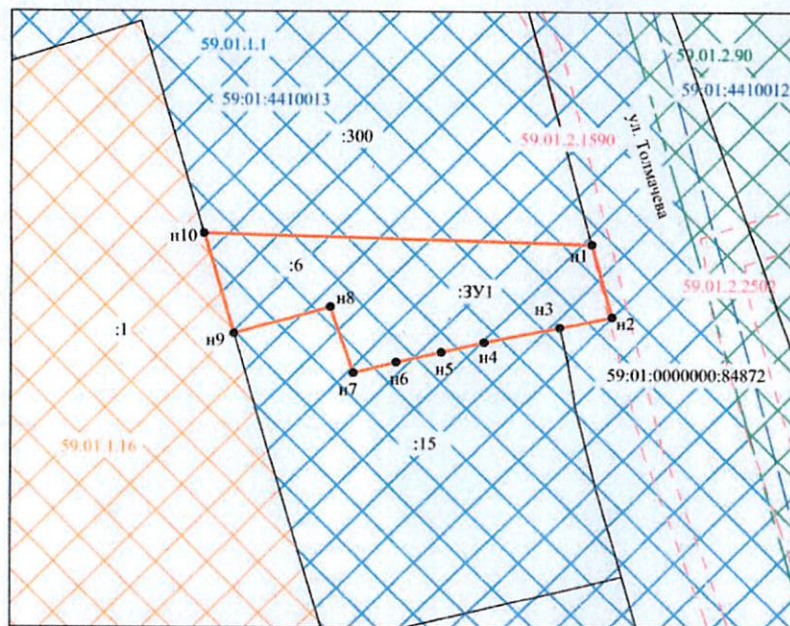 59.01.1.1
59.01.2.90
59:01:4410013
59:01:4410012
:300
59.01.2.1590
ул. Толмачева
н10
н1
:6
:ЗУ1
59.01.2.2502
н8
н3
н2
:1
н9
н4
н5
н6
н7
59:01:0000000:84872
:15
59.01.1.16